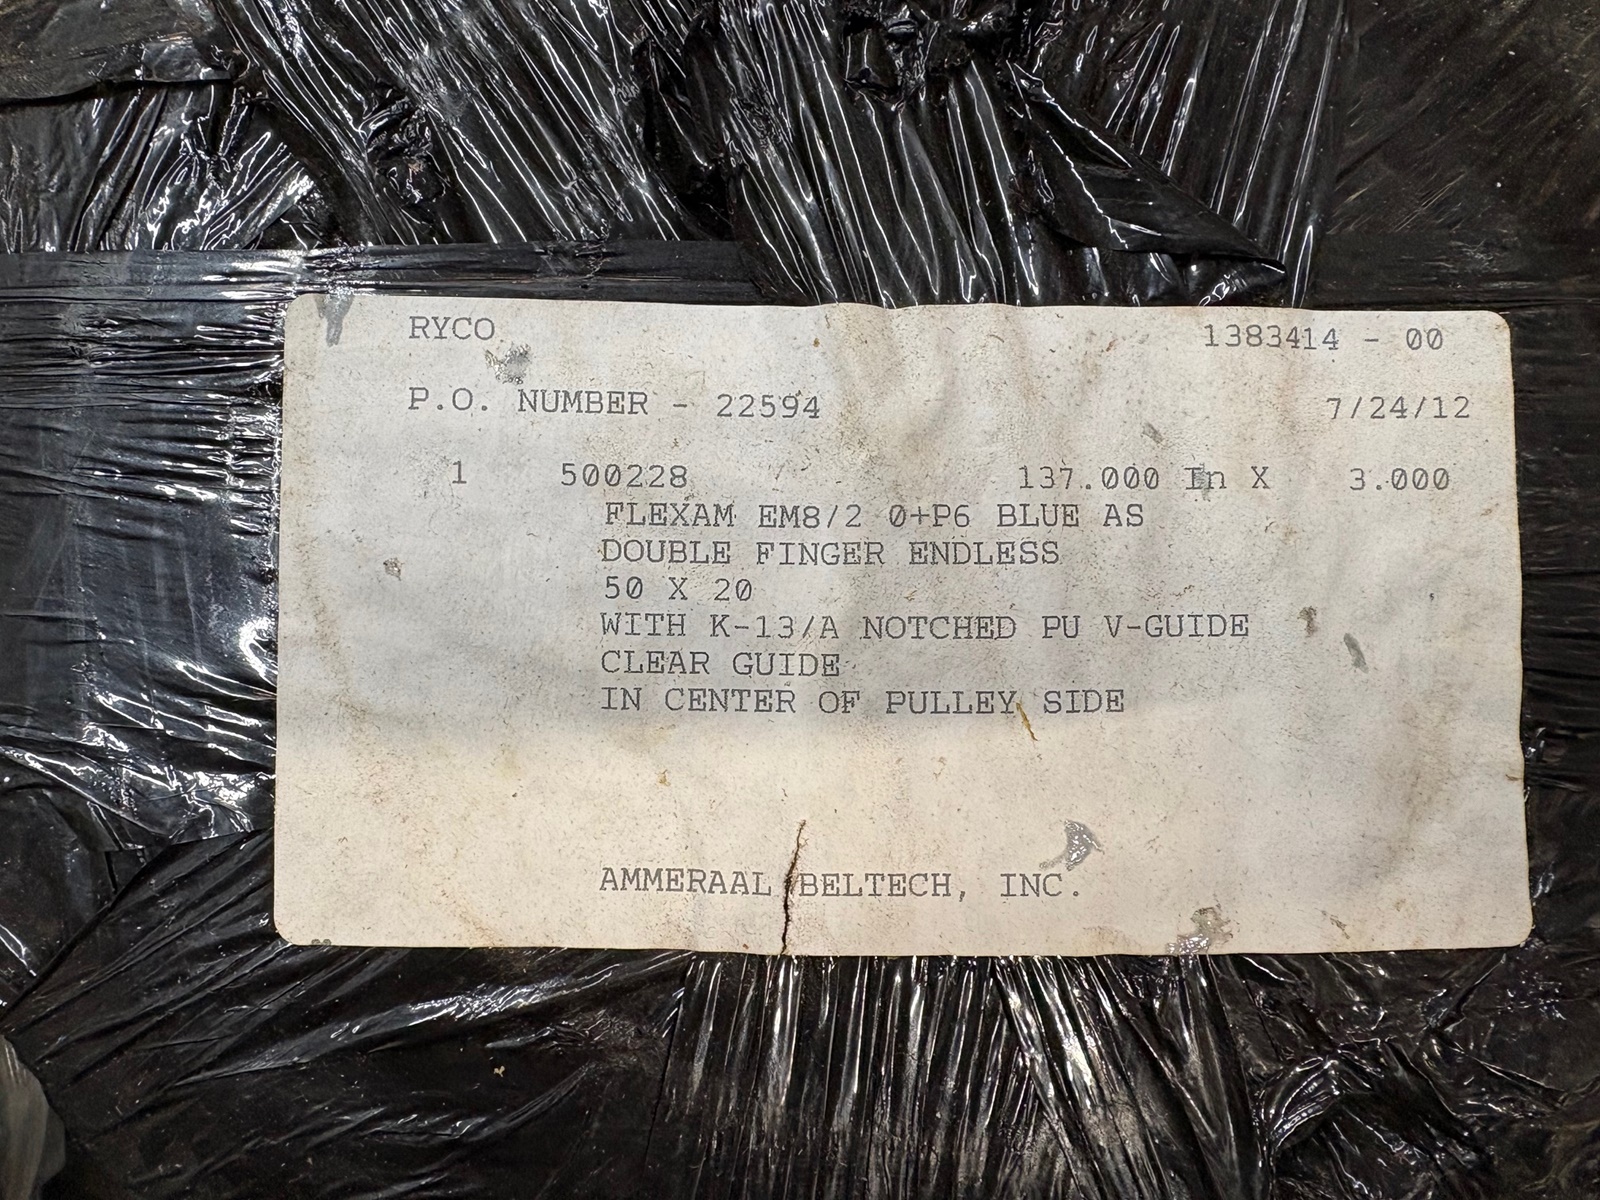 RYCO 1383414 - 00
P.O. NUMBER - 22594 7/24/12
1 500228 137.000 In X 3.000
FLEXAM EM8/2 0+P6 BLUE AS
DOUBLE FINGER ENDLESS
50 X 20
WITH K-13/A NOTCHED PU V-GUIDE
CLEAR GUIDE
IN CENTER OF PULLEY SIDE
AMMERAAL BELTECH, INC.